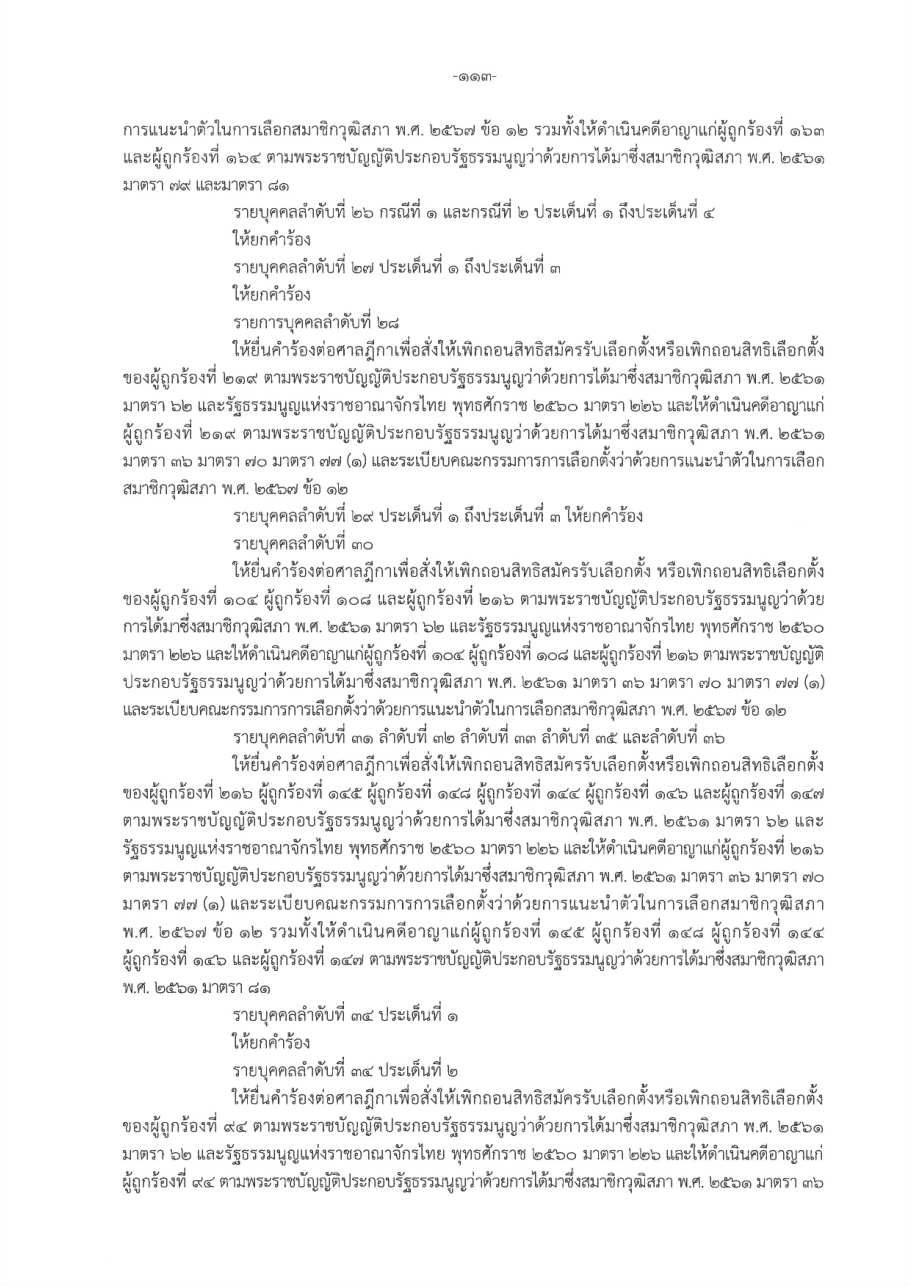 -๑๑๓-
การแนะนำตัวในการเลือกสมาชิกวุฒิสภา พ.ศ. ๒๕๖๗ ข้อ ๑๒ รวมทั้งให้ดำเนินคดีอาญาแก่ผู้ถูกร้องที่ ๑๖๓
และผู้ถูกร้องที่ ๑๖๔ ตามพระราชบัญญัติประกอบรัฐธรรมนูญว่าด้วยการได้มาซึ่งสมาชิกวุฒิสภา พ.ศ. ๒๕๖๑
มาตรา ๗๙ และมาตรา ๘๑
รายบุคคลลำดับที่ ๒๖ กรณีที่ ๑ และกรณีที่ ๒ ประเด็นที่ ๑ ถึงประเด็นที่ ๔
ให้ยกคำร้อง
รายบุคคลลำดับที่ ๒๗ ประเด็นที่ ๑ ถึงประเด็นที่ ๓
ให้ยกคำร้อง
รายการบุคคลลำดับที่ ๒๘
ให้ยื่นคำร้องต่อศาลฎีกาเพื่อสั่งให้เพิกถอนสิทธิสมัครรับเลือกตั้งหรือเพิกถอนสิทธิเลือกตั้ง
ของผู้ถูกร้องที่ ๒๑๙ ตามพระราชบัญญัติประกอบรัฐธรรมนูญว่าด้วยการได้มาซึ่งสมาชิกวุฒิสภา พ.ศ. ๒๕๖๑
มาตรา ๖๒ และรัฐธรรมนูญแห่งราชอาณาจักรไทย พุทธศักราช ๒๕๖๐ มาตรา ๒๒๖ และให้ดำเนินคดีอาญาแก่
ผู้ถูกร้องที่ ๒๑๙ ตามพระราชบัญญัติประกอบรัฐธรรมนูญว่าด้วยการได้มาซึ่งสมาชิกวุฒิสภา พ.ศ. ๒๕๖๑
มาตรา ๓๖ มาตรา ๗๐ มาตรา ๗๗ (๑) และระเบียบคณะกรรมการการเลือกตั้งว่าด้วยการแนะนำตัวในการเลือก
สมาชิกวุฒิสภา พ.ศ. ๒๕๖๗ ข้อ ๑๒
รายบุคคลลำดับที่ ๒๙ ประเด็นที่ ๑ ถึงประเด็นที่ ๓ ให้ยกคำร้อง
รายบุคคลลำดับที่ ๓๐
ให้ยื่นคำร้องต่อศาลฎีกาเพื่อสั่งให้เพิกถอนสิทธิสมัครรับเลือกตั้ง หรือเพิกถอนสิทธิเลือกตั้ง
ของผู้ถูกร้องที่ ๑๐๔ ผู้ถูกร้องที่ ๑๐๘ และผู้ถูกร้องที่ ๒๑๖ ตามพระราชบัญญัติประกอบรัฐธรรมนูญว่าด้วย
การได้มาซึ่งสมาชิกวุฒิสภา พ.ศ. ๒๕๖๑ มาตรา ๖๒ และรัฐธรรมนูญแห่งราชอาณาจักรไทย พุทธศักราช ๒๕๖๐
มาตรา ๒๒๖ และให้ดำเนินคดีอาญาแก่ผู้ถูกร้องที่ ๑๐๔ ผู้ถูกร้องที่ ๑๐๘ และผู้ถูกร้องที่ ๒๑๖ ตามพระราชบัญญัติ
ประกอบรัฐธรรมนูญว่าด้วยการได้มาซึ่งสมาชิกวุฒิสภา พ.ศ. ๒๕๖๑ มาตรา ๓๖ มาตรา ๗๐ มาตรา ๗๗ (๑)
และระเบียบคณะกรรมการการเลือกตั้งว่าด้วยการแนะนำตัวในการเลือกสมาชิกวุฒิสภา พ.ศ. ๒๕๖๗ ข้อ ๑๒
รายบุคคลลำดับที่ ๓๑ ลำดับที่ ๓๒ ลำดับที่ ๓๓ ลำดับที่ ๓๕ และลำดับที่ ๓๖
ให้ยื่นคำร้องต่อศาลฎีกาเพื่อสั่งให้เพิกถอนสิทธิสมัครรับเลือกตั้งหรือเพิกถอนสิทธิเลือกตั้ง
ของผู้ถูกร้องที่ ๒๑๖ ผู้ถูกร้องที่ ๑๔๕ ผู้ถูกร้องที่ ๑๔๘ ผู้ถูกร้องที่ ๑๔๔ ผู้ถูกร้องที่ ๑๔๖ และผู้ถูกร้องที่ ๑๔๗
ตามพระราชบัญญัติประกอบรัฐธรรมนูญว่าด้วยการได้มาซึ่งสมาชิกวุฒิสภา พ.ศ. ๒๕๖๑ มาตรา ๖๒ และ
รัฐธรรมนูญแห่งราชอาณาจักรไทย พุทธศักราช ๒๕๖๐ มาตรา ๒๒๖ และให้ดำเนินคดีอาญาแก่ผู้ถูกร้องที่ ๒๑๖
ตามพระราชบัญญัติประกอบรัฐธรรมนูญว่าด้วยการได้มาซึ่งสมาชิกวุฒิสภา พ.ศ. ๒๕๖๑ มาตรา ๓๖ มาตรา ๗๐
มาตรา ๗๗ (๑) และระเบียบคณะกรรมการการเลือกตั้งว่าด้วยการแนะนำตัวในการเลือกสมาชิกวุฒิสภา
พ.ศ. ๒๕๖๗ ข้อ ๑๒ รวมทั้งให้ดำเนินคดีอาญาแก่ผู้ถูกร้องที่ ๑๔๕ ผู้ถูกร้องที่ ๑๔๘ ผู้ถูกร้องที่ ๑๔๔
ผู้ถูกร้องที่ ๑๔๖ และผู้ถูกร้องที่ ๑๔๗ ตามพระราชบัญญัติประกอบรัฐธรรมนูญว่าด้วยการได้มาซึ่งสมาชิกวุฒิสภา
พ.ศ. ๒๕๖๑ มาตรา ๘๑
รายบุคคลลำดับที่ ๓๔ ประเด็นที่ ๑
ให้ยกคำร้อง
รายบุคคลลำดับที่ ๓๔ ประเด็นที่ ๒
ให้ยื่นคำร้องต่อศาลฎีกาเพื่อสั่งให้เพิกถอนสิทธิสมัครรับเลือกตั้งหรือเพิกถอนสิทธิเลือกตั้ง
ของผู้ถูกร้องที่ ๙๔ ตามพระราชบัญญัติประกอบรัฐธรรมนูญว่าด้วยการได้มาซึ่งสมาชิกวุฒิสภา พ.ศ. ๒๕๖๑
มาตรา ๖๒ และรัฐธรรมนูญแห่งราชอาณาจักรไทย พุทธศักราช ๒๕๖๐ มาตรา ๒๒๖ และให้ดำเนินคดีอาญาแก่
ผู้ถูกร้องที่ ๙๔ ตามพระราชบัญญัติประกอบรัฐธรรมนูญว่าด้วยการได้มาซึ่งสมาชิกวุฒิสภา พ.ศ. ๒๕๖๑ มาตรา ๓๖